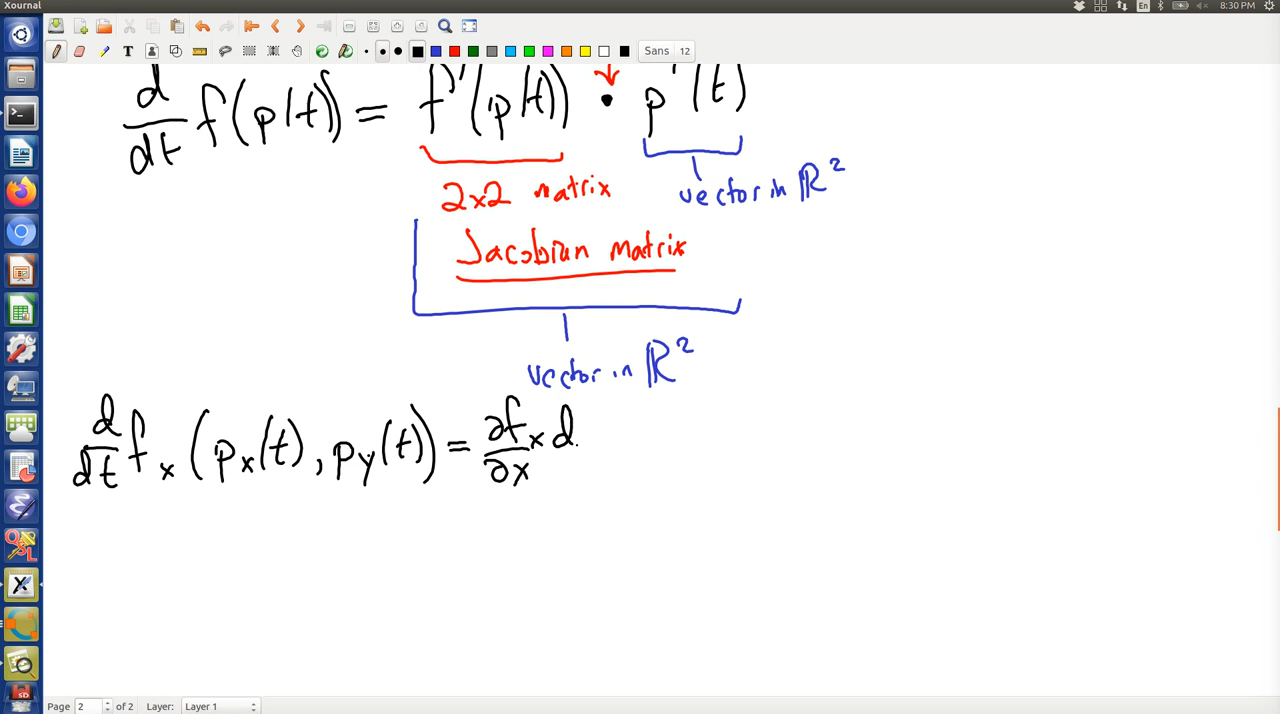 Xournal
En
8:30 PM
T
Sans 12
d/dt f(p(t)) = f'(p(t)) • p'(t)
2x2 matrix
vector in ℝ²
Jacobian matrix
vector in ℝ²
d/dt f_x (p_x(t), p_y(t)) = ∂f_x/∂x d
Page 2 of 2 Layer: Layer 1